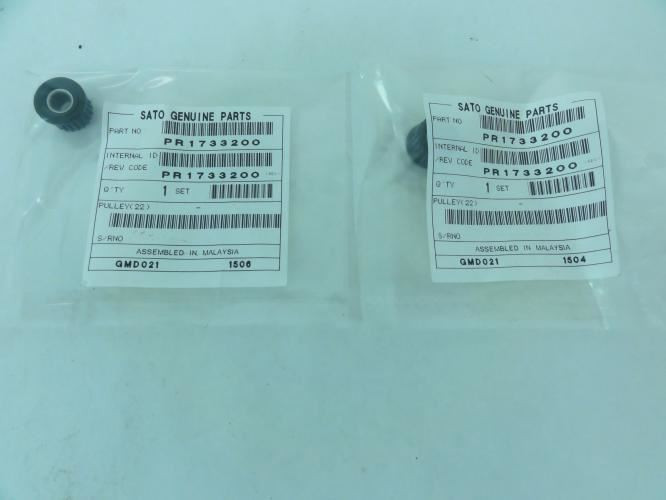 SATO GENUINE PARTS
PART NO
PR1733200
INTERNAL ID
/REV CODE
PR1733200
Q'TY 1 SET
PULLEY(22) -
S/RNO
ASSEMBLED IN MALAYSIA
GMD021 1506
SATO GENUINE PARTS
PART NO
PR1733200
INTERNAL ID
/REV CODE
PR1733200
Q'TY 1 SET
PULLEY(22) -
S/RNO
ASSEMBLED IN MALAYSIA
GMD021 1504